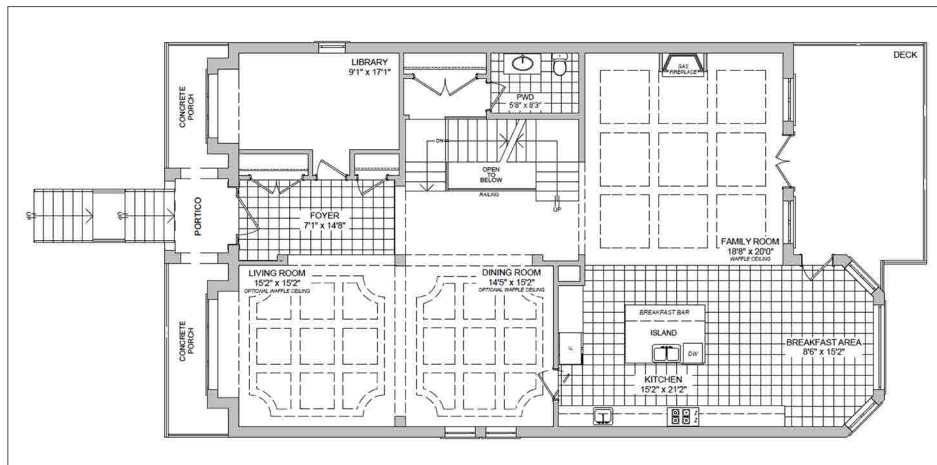 LIBRARY
9'1" x 17'1"
CONCRETE
PORCH
PWD
5'8" x 8'3"
GAS
FIREPLACE
DECK
DN
OPEN
TO
BELOW
RAILING
UP
UP
UP
PORTICO
FOYER
7'1" x 14'8"
FAMILY ROOM
18'8" x 20'0"
WAFFLE CEILING
LIVING ROOM
15'2" x 15'2"
OPTIONAL WAFFLE CEILING
DINING ROOM
14'5" x 15'2"
OPTIONAL WAFFLE CEILING
CONCRETE
PORCH
BREAKFAST BAR
ISLAND
DW
F
BREAKFAST AREA
8'6" x 15'2"
KITCHEN
15'2" x 21'2"